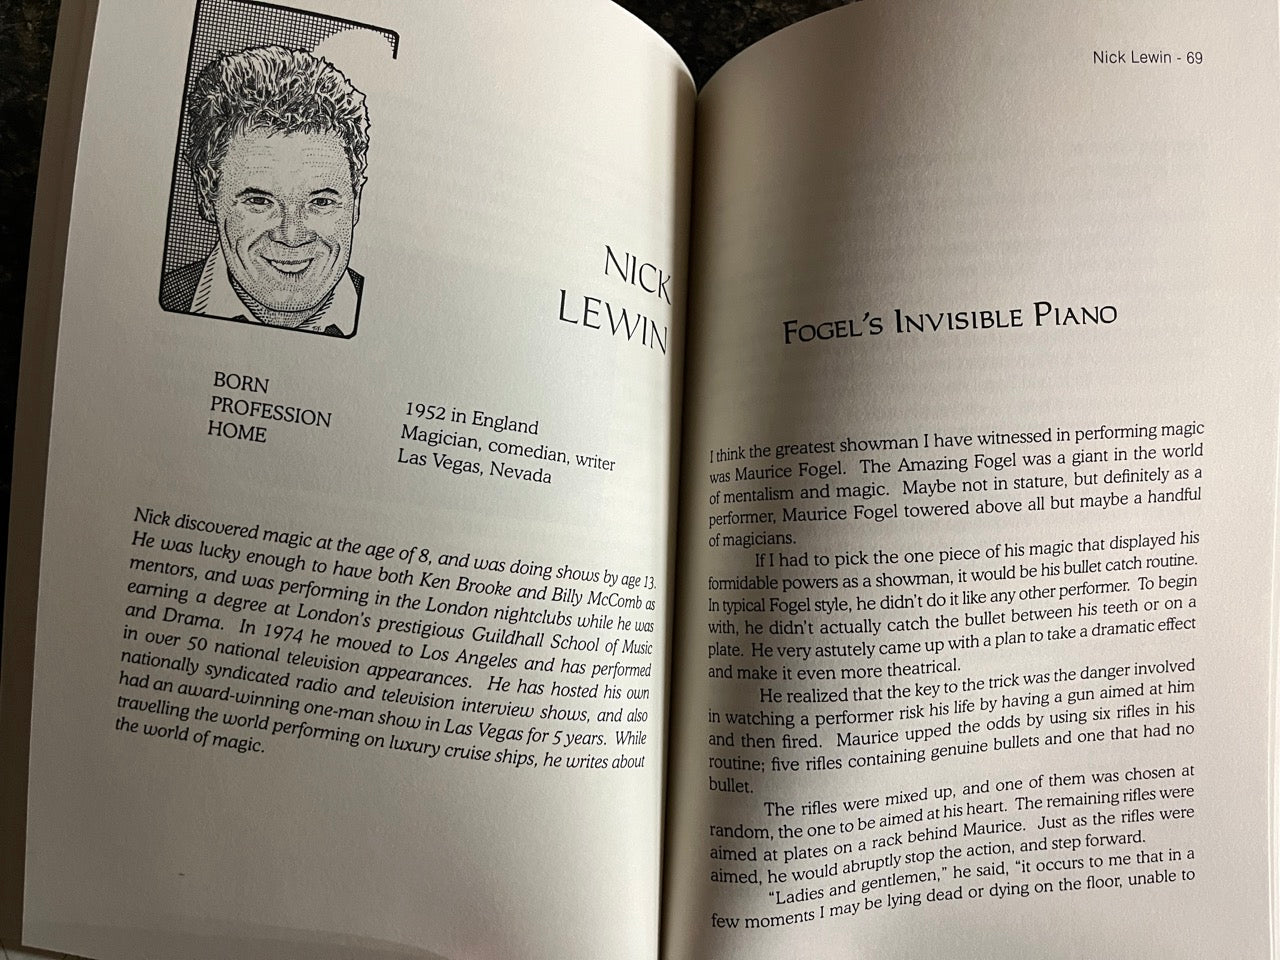 NICK
LEWIN
BORN
PROFESSION
HOME
1952 in England
Magician, comedian, writer
Las Vegas, Nevada
Nick discovered magic at the age of 8, and was doing shows by age 13.
He was lucky enough to have both Ken Brooke and Billy McComb as
mentors, and was performing in the London nightclubs while he was
earning a degree at London's prestigious Guildhall School of Music
and Drama. In 1974 he moved to Los Angeles and has performed
in over 50 national television appearances. He has hosted his own
nationally syndicated radio and television interview shows, and also
had an award-winning one-man show in Las Vegas for 5 years. While
travelling the world performing on luxury cruise ships, he writes about
the world of magic.
Nick Lewin - 69
FOGEL'S INVISIBLE PIANO
I think the greatest showman I have witnessed in performing magic
was Maurice Fogel. The Amazing Fogel was a giant in the world
of mentalism and magic. Maybe not in stature, but definitely as a
performer, Maurice Fogel towered above all but maybe a handful
of magicians.
If I had to pick the one piece of his magic that displayed his
formidable powers as a showman, it would be his bullet catch routine.
In typical Fogel style, he didn't do it like any other performer. To begin
with, he didn't actually catch the bullet between his teeth or on a
plate. He very astutely came up with a plan to take a dramatic effect
and make it even more theatrical.
He realized that the key to the trick was the danger involved
in watching a performer risk his life by having a gun aimed at him
and then fired. Maurice upped the odds by using six rifles in his
routine; five rifles containing genuine bullets and one that had no
bullet.
The rifles were mixed up, and one of them was chosen at
random, the one to be aimed at his heart. The remaining rifles were
aimed at plates on a rack behind Maurice. Just as the rifles were
aimed, he would abruptly stop the action, and step forward.
"Ladies and gentlemen," he said, "it occurs to me that in a
few moments I may be lying dead or dying on the floor, unable to